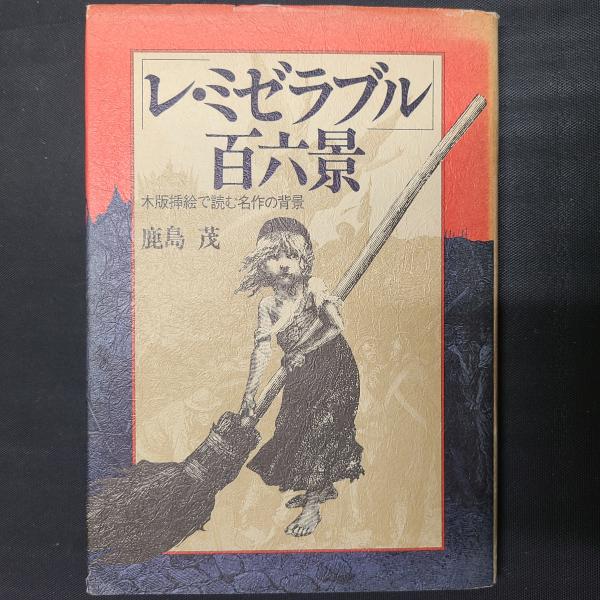 「レ・ミゼラブル」
百六景
木版挿絵で読む名作の背景
鹿島 茂